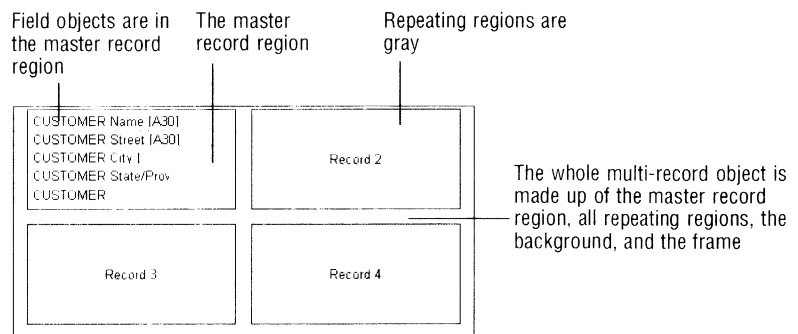 Field objects are in
the master record
region
The master
record region
Repeating regions are
gray
CUSTOMER Name [A30]
CUSTOMER Street [A30]
CUSTOMER City [
CUSTOMER State/Prov
CUSTOMER
Record 2
The whole multi-record object is
made up of the master record
region, all repeating regions, the
background, and the frame
Record 3
Record 4